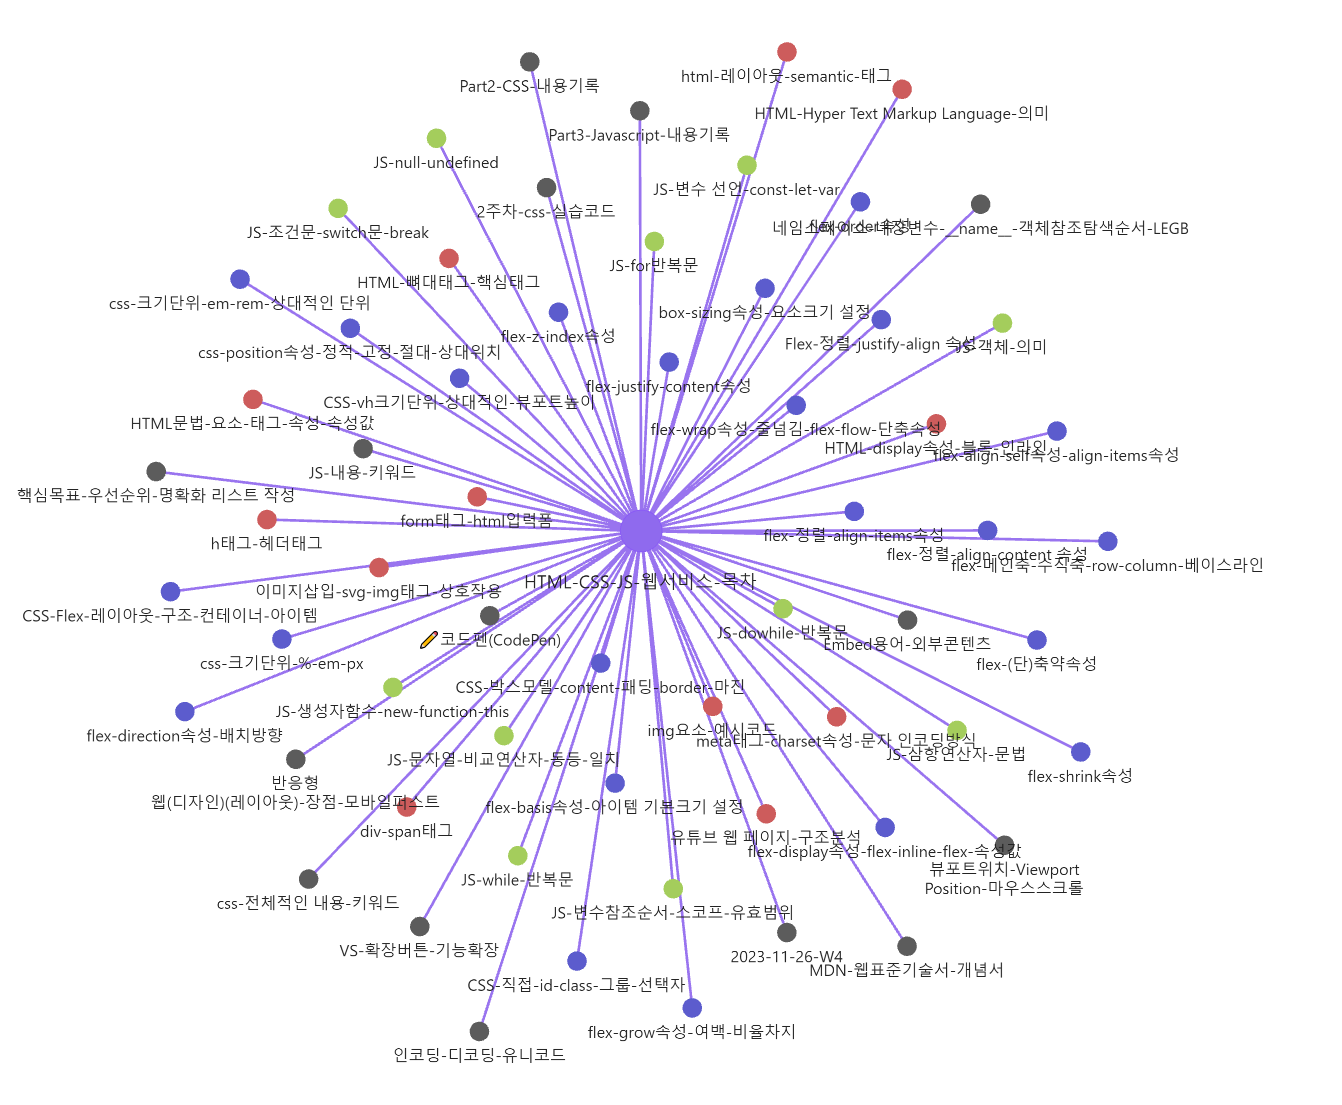 html-레이아웃-semantic-태그
Part2-CSS-내용기록
HTML-Hyper Text Markup Language-의미
Part3-Javascript-내용기록
JS-null-undefined
JS-변수 선언-const-let-var
2주차-css-실습코드
flex-order속성
네임스페이스-내장변수-__name__-객체참조탐색순서-LEGB
JS-조건문-switch문-break
JS-for반복문
HTML-뼈대태그-핵심태그
css-크기단위-em-rem-상대적인 단위
box-sizing속성-요소크기 설정
flex-z-index속성
Flex-정렬-justify-align 속성
JS-객체-의미
css-position속성-정적-고정-절대-상대위치
flex-justify-content속성
CSS-vh크기단위-상대적인-뷰포트높이
HTML문법-요소-태그-속성-속성값
flex-wrap속성-줄넘김-flex-flow-단축속성
HTML-display속성-블록-인라인
flex-align-self속성-align-items속성
JS-내용-키워드
핵심목표-우선순위-명확화 리스트 작성
form태그-html입력폼
flex-정렬-align-items속성
h태그-헤더태그
flex-정렬-align-content 속성
flex-메인축-수직축-row-column-베이스라인
HTML-CSS-JS-웹서비스-목차
이미지삽입-svg-img태그-상호작용
CSS-Flex-레이아웃-구조-컨테이너-아이템
JS-dowhile-반복문
✏️ 코드펜(CodePen)
Embed용어-외부콘텐츠
css-크기단위-%-em-px
flex-(단)축약속성
CSS-박스모델-content-패딩-border-마진
JS-생성자함수-new-function-this
img요소-예시코드
flex-direction속성-배치방향
meta태그-charset속성-문자 인코딩방식
JS-삼항연산자-문법
JS-문자열-비교연산자-동등-일치
flex-shrink속성
반응형
웹(디자인)(레이아웃)-장점-모바일퍼스트
flex-basis속성-아이템 기본크기 설정
div-span태그
유튜브 웹 페이지-구조분석
flex-display속성-flex-inline-flex-속성값
뷰포트위치-Viewport
Position-마우스스크롤
JS-while-반복문
css-전체적인 내용-키워드
JS-변수참조순서-스코프-유효범위
VS-확장버튼-기능확장
2023-11-26-W4
MDN-웹표준기술서-개념서
CSS-직접-id-class-그룹-선택자
flex-grow속성-여백-비율차지
인코딩-디코딩-유니코드